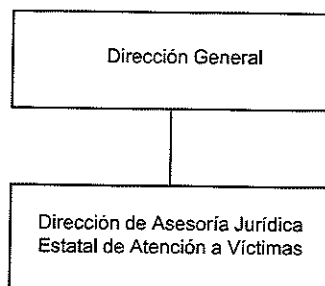 Dirección General
Dirección de Asesoría Jurídica
Estatal de Atención a Víctimas